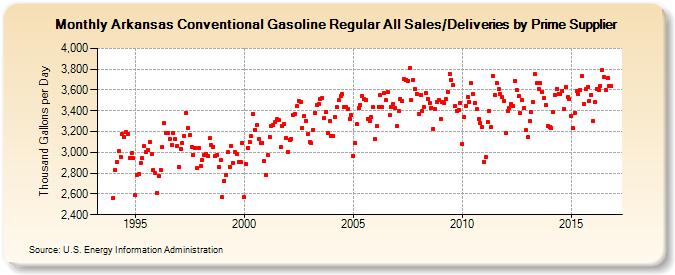 Monthly Arkansas Conventional Gasoline Regular All Sales/Deliveries by Prime Supplier
Thousand Gallons per Day
4,000
3,800
3,600
3,400
3,200
3,000
2,800
2,600
2,400
1995 2000 2005 2010 2015
Source: U.S. Energy Information Administration